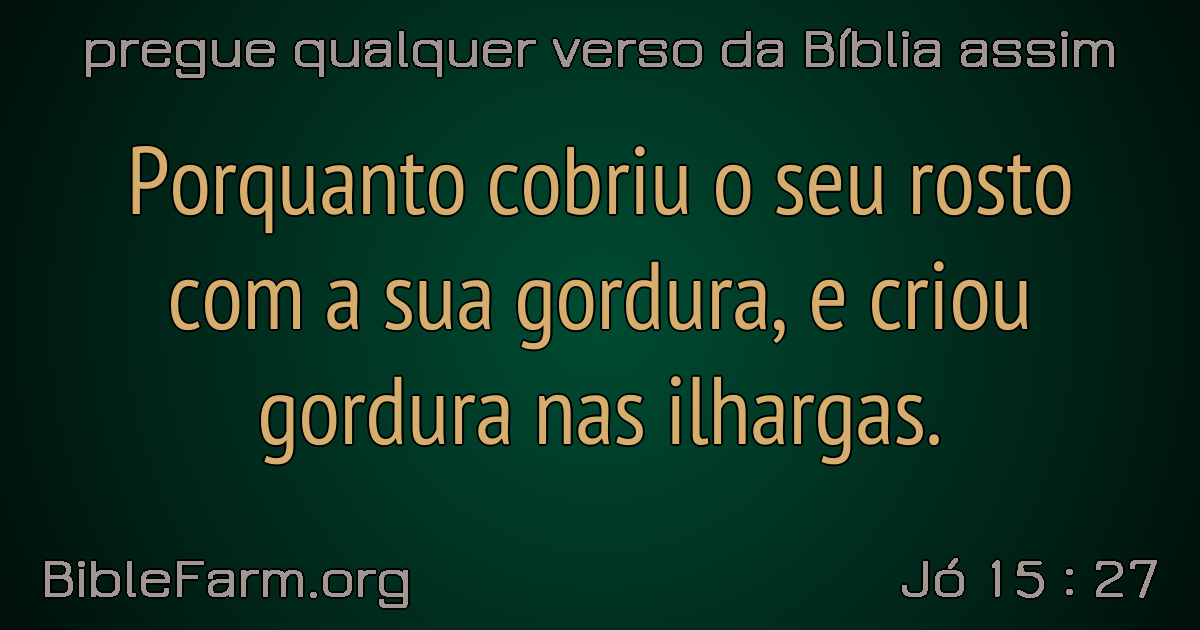 pregue qualquer verso da Bíblia assim
Porquanto cobriu o seu rosto
com a sua gordura, e criou
gordura nas ilhargas.
BibleFarm.org
Jó 15 : 27